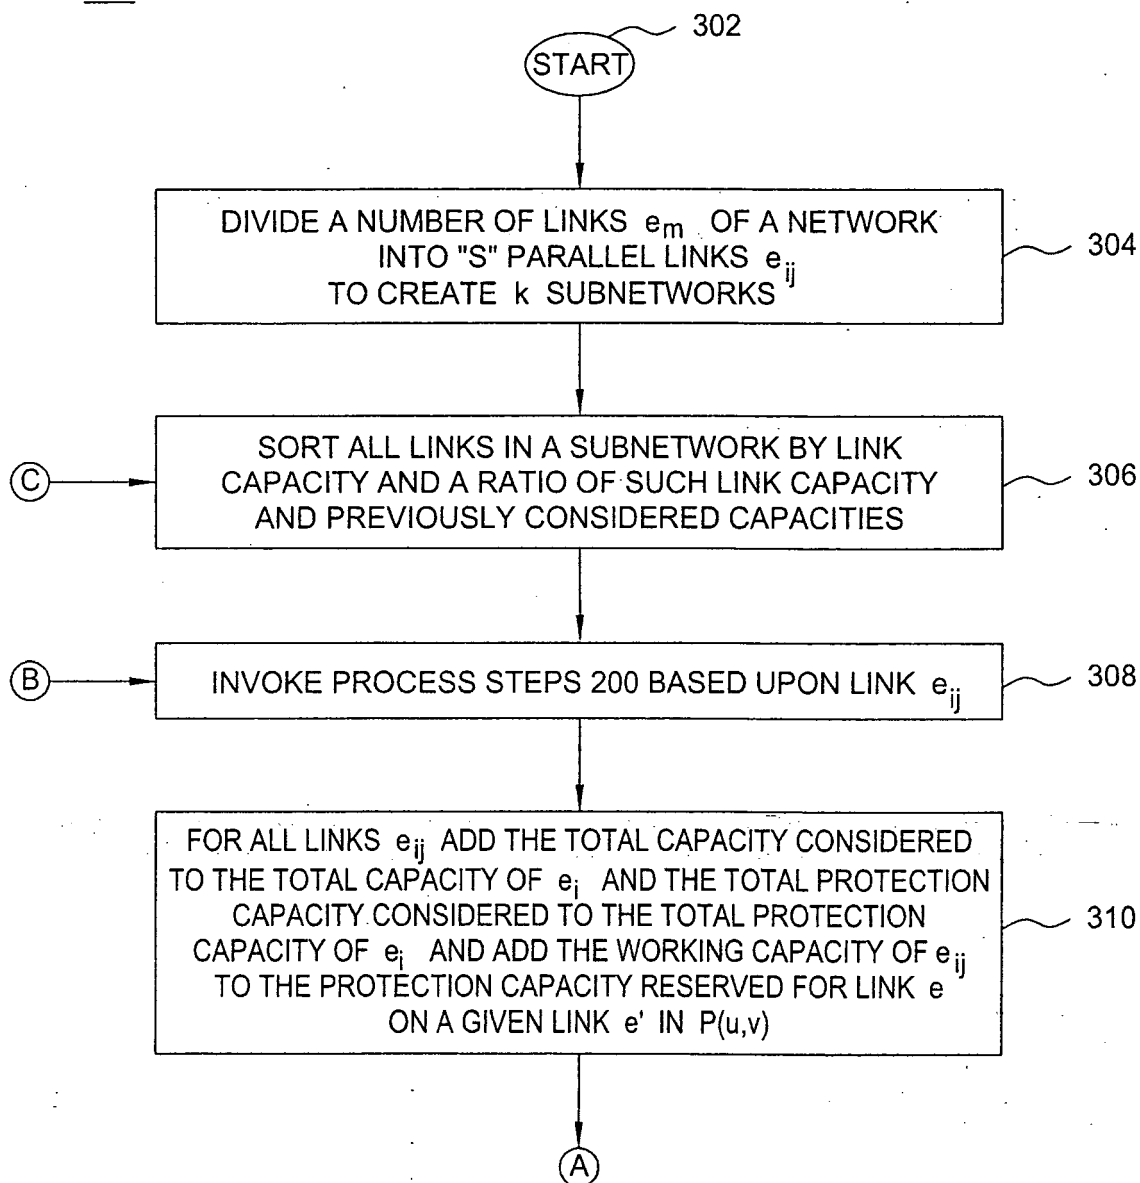 302
START
DIVIDE A NUMBER OF LINKS e_m OF A NETWORK
INTO "S" PARALLEL LINKS e_ij
TO CREATE k SUBNETWORKS
304
SORT ALL LINKS IN A SUBNETWORK BY LINK
CAPACITY AND A RATIO OF SUCH LINK CAPACITY
AND PREVIOUSLY CONSIDERED CAPACITIES
C
306
INVOKE PROCESS STEPS 200 BASED UPON LINK e_ij
B
308
FOR ALL LINKS e_ij ADD THE TOTAL CAPACITY CONSIDERED
TO THE TOTAL CAPACITY OF e_i AND THE TOTAL PROTECTION
CAPACITY CONSIDERED TO THE TOTAL PROTECTION
CAPACITY OF e_i AND ADD THE WORKING CAPACITY OF e_ij
TO THE PROTECTION CAPACITY RESERVED FOR LINK e
ON A GIVEN LINK e' IN P(u,v)
310
A